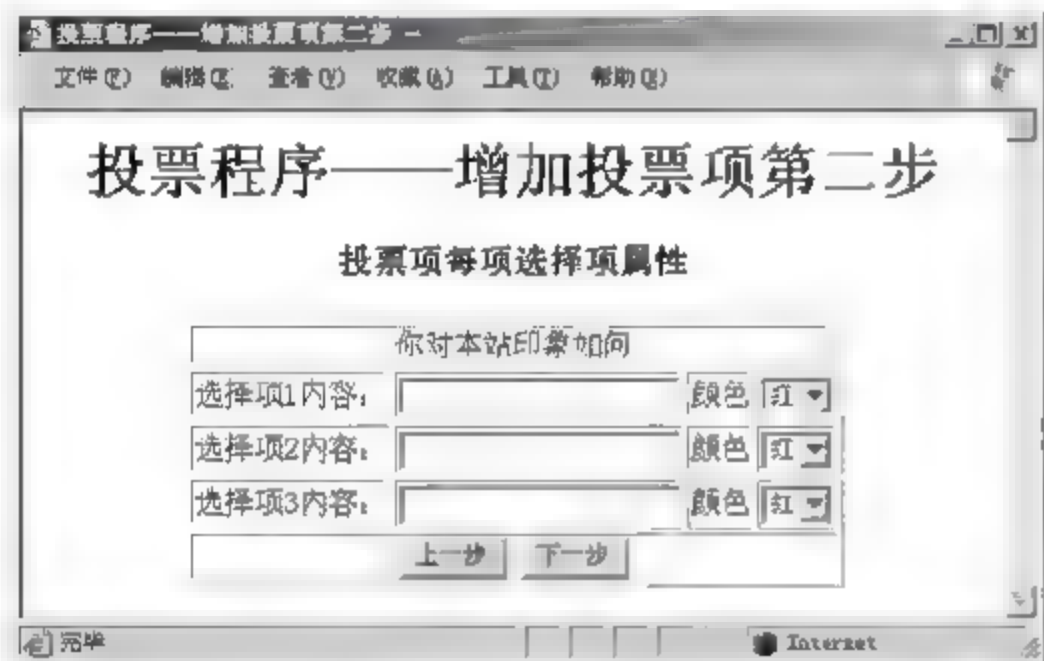 投票程序——增加投票项第二步 -
文件(F) 编辑(E) 查看(V) 收藏(A) 工具(T) 帮助(H)
投票程序——增加投票项第二步
投票项每项选择项属性
你对本站印象如何
选择项1内容： 颜色 红
选择项2内容： 颜色 红
选择项3内容： 颜色 红
上一步 下一步
完毕 Internet